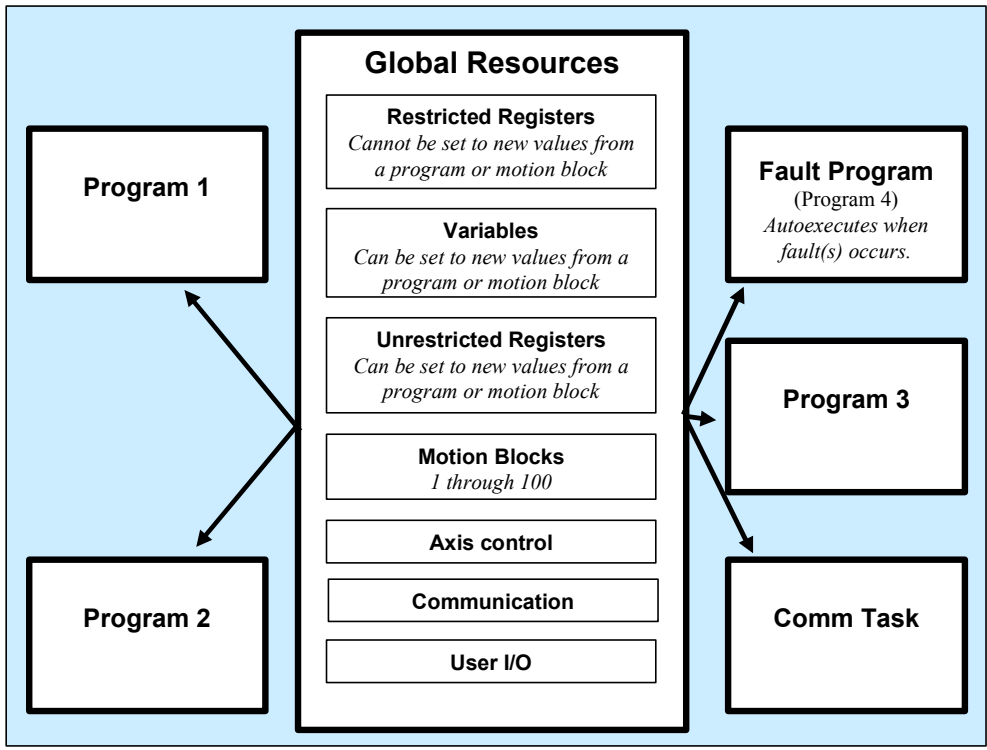 Global Resources
Restricted Registers
Cannot be set to new values from
a program or motion block
Variables
Can be set to new values from a
program or motion block
Unrestricted Registers
Can be set to new values from a
program or motion block
Motion Blocks
1 through 100
Axis control
Communication
User I/O
Program 1
Program 2
Fault Program
(Program 4)
Autoexecutes when
fault(s) occurs.
Program 3
Comm Task